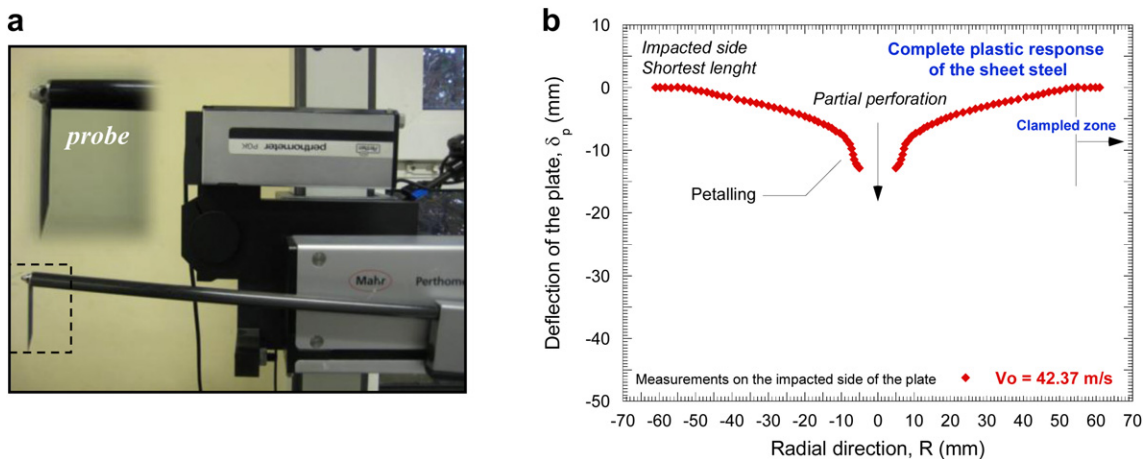 a
probe
perthometer PGK
Mahr
Perthome
b
Impacted side
Shortest lenght
Complete plastic response
of the sheet steel
Partial perforation
Clampled zone
Petalling
Measurements on the impacted side of the plate
Vo = 42.37 m/s
Deflection of the plate, δp (mm)
10
0
-10
-20
-30
-40
-50
-70 -60 -50 -40 -30 -20 -10 0 10 20 30 40 50 60 70
Radial direction, R (mm)